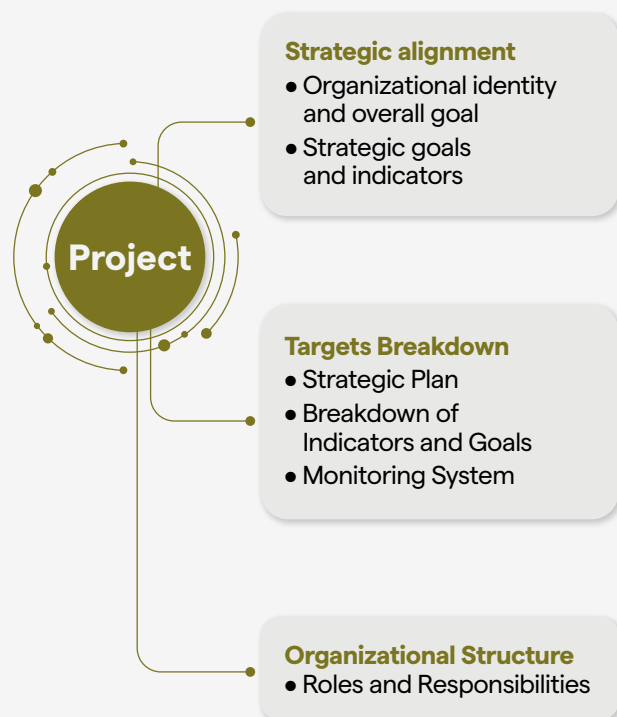 Strategic alignment
● Organizational identity
and overall goal
● Strategic goals
and indicators
Project
Targets Breakdown
● Strategic Plan
● Breakdown of
Indicators and Goals
● Monitoring System
Organizational Structure
● Roles and Responsibilities